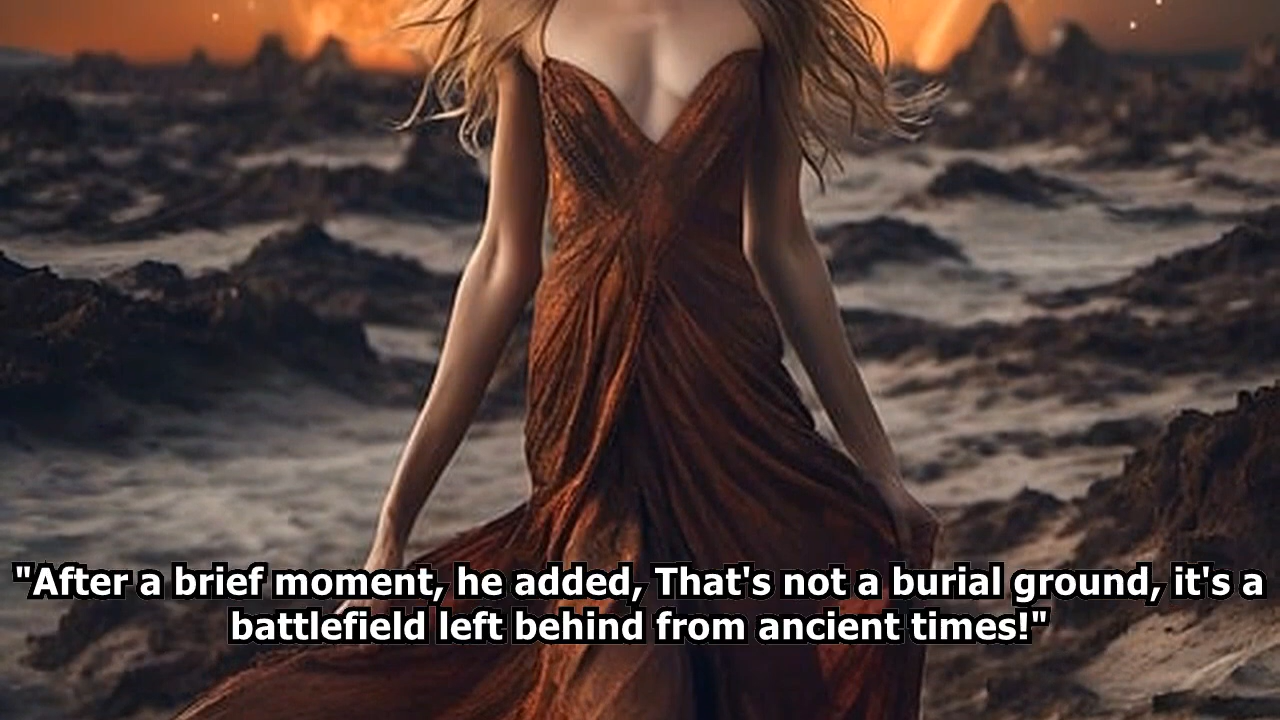 "After a brief moment, he added, That's not a burial ground, it's a
battlefield left behind from ancient times!"